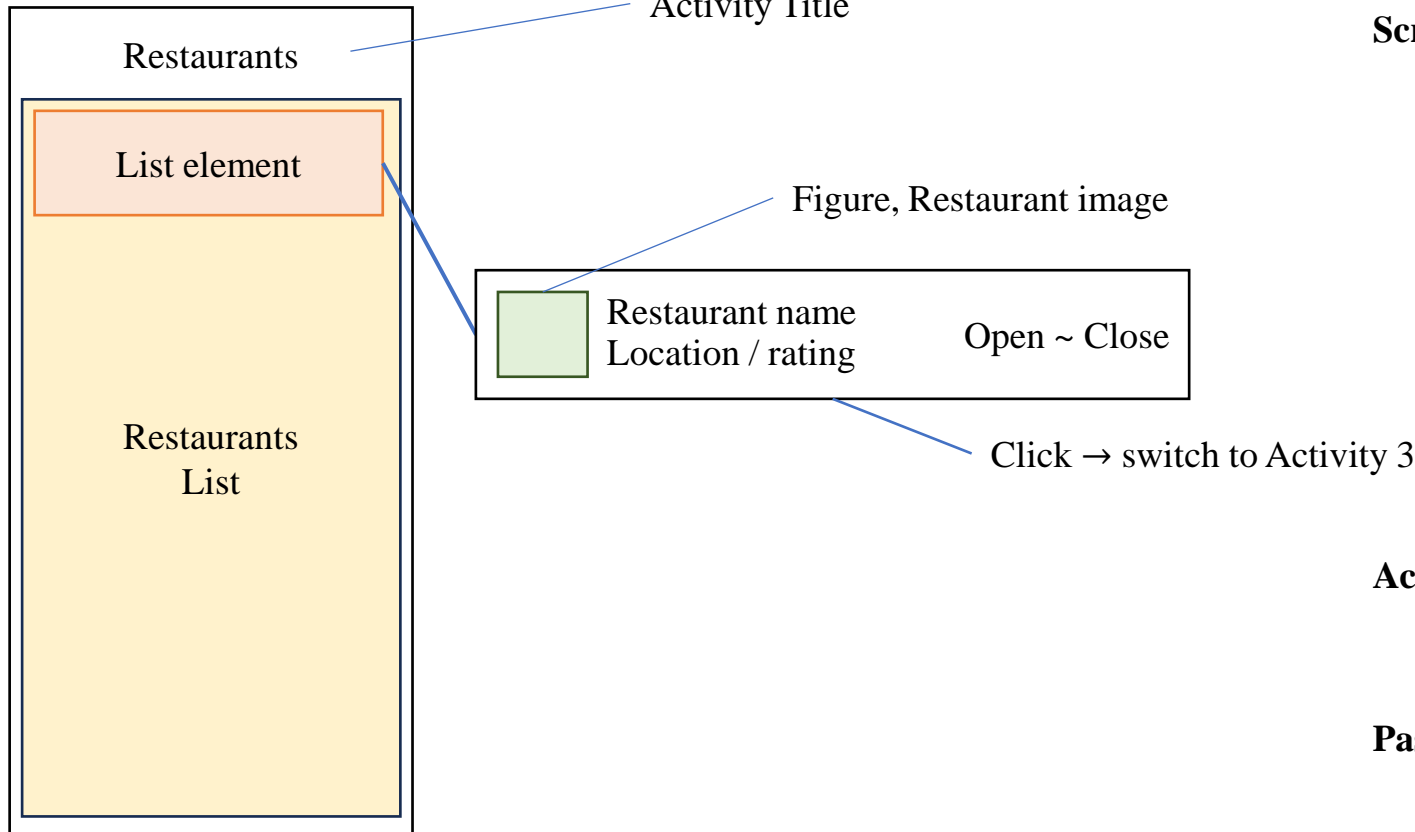 Activity Title
Restaurants
List element
Figure, Restaurant image
Restaurant name
Location / rating
Open ~ Close
Restaurants
List
Click → switch to Activity 3